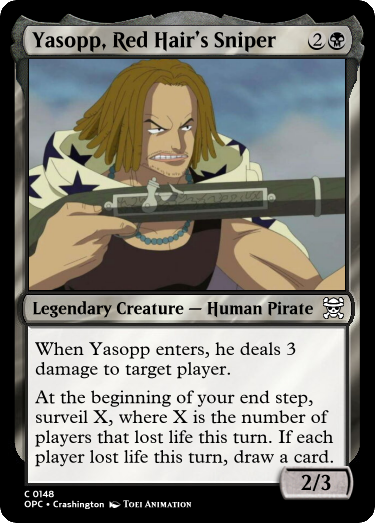 Yasopp, Red Hair's Sniper 2
Legendary Creature — Human Pirate
When Yasopp enters, he deals 3
damage to target player.
At the beginning of your end step,
surveil X, where X is the number of
players that lost life this turn. If each
player lost life this turn, draw a card.
2/3
C 0148
OPC • Crashington Toei Animation